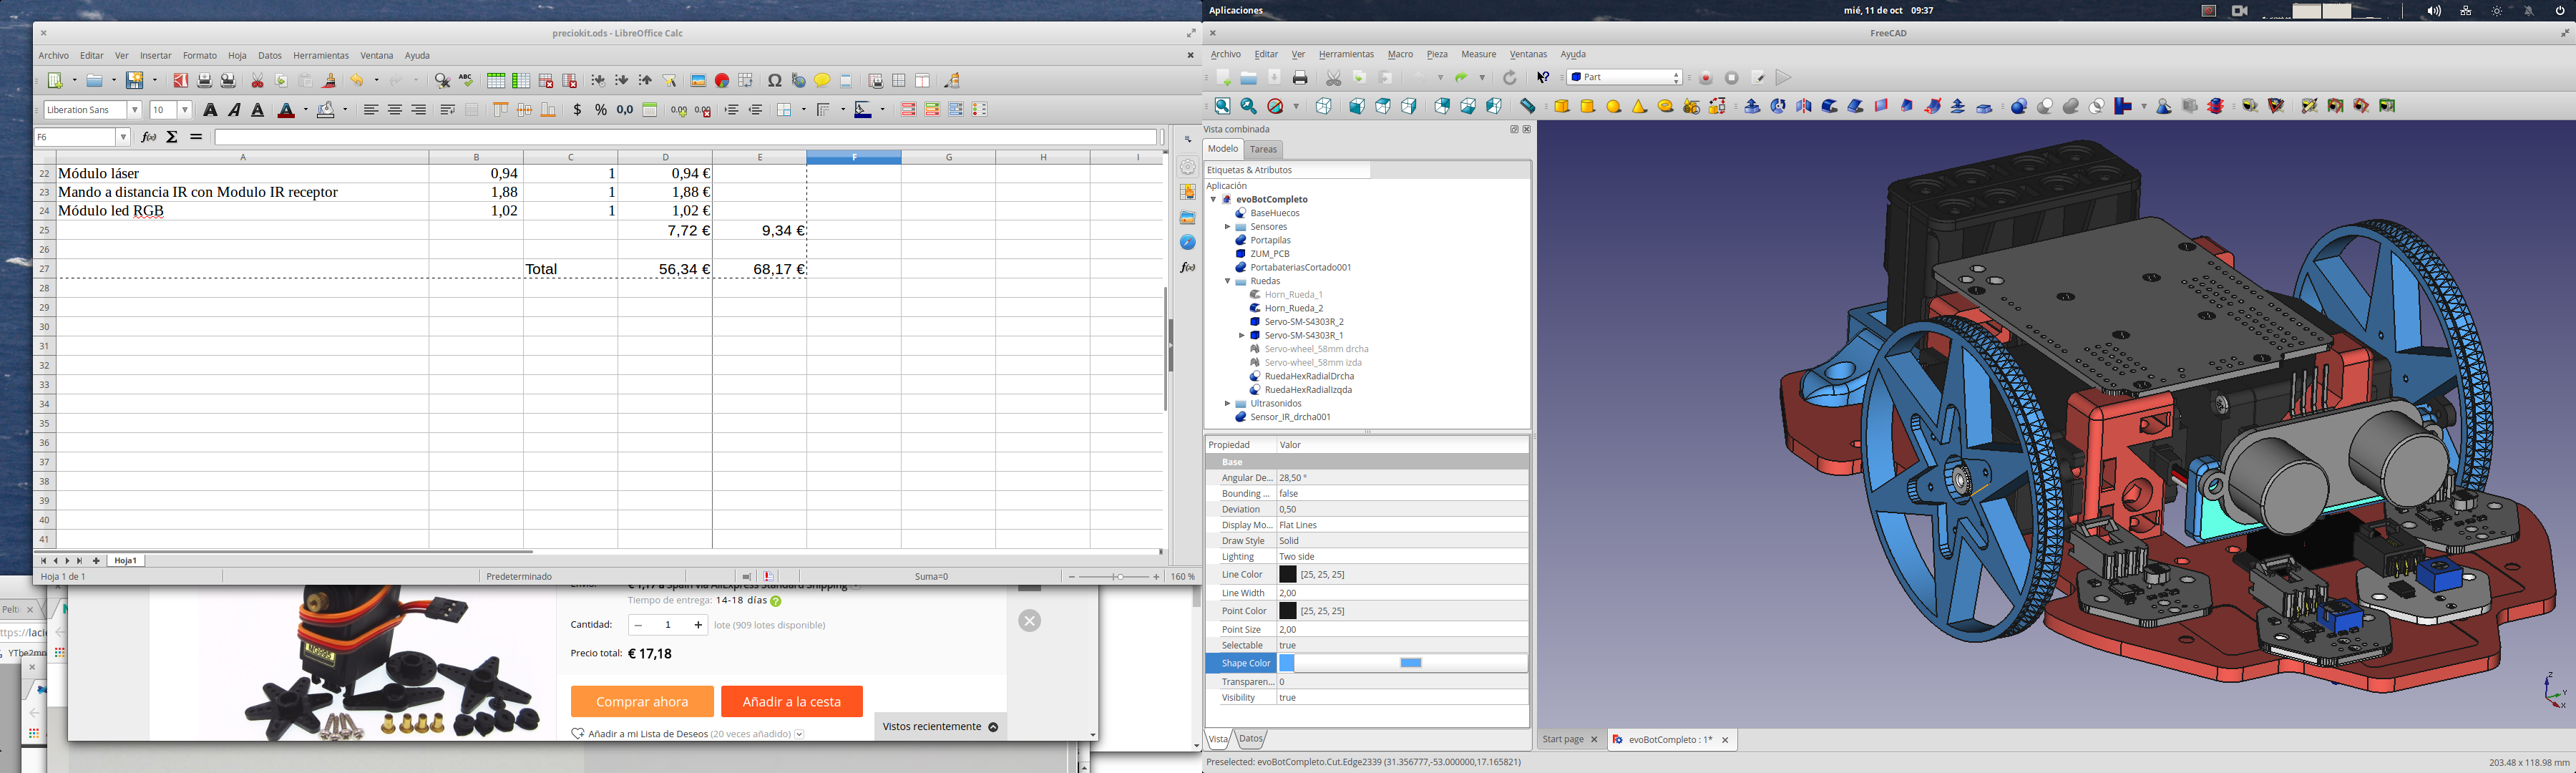 Aplicaciones
mié, 11 de oct 09:37
preciokit.ods - LibreOffice Calc
Archivo Editar Ver Insertar Formato Hoja Datos Herramientas Ventana Ayuda
Liberation Sans 10
F6
A B C D E F G H I
22 Módulo láser 0,94 1 0,94 €
23 Mando a distancia IR con Modulo IR receptor 1,88 1 1,88 €
24 Módulo led RGB 1,02 1 1,02 €
25 7,72 € 9,34 €
26
27 Total 56,34 € 68,17 €
28
29
30
31
32
33
34
35
36
37
38
39
40
41
Hoja1
Hoja 1 de 1 Predeterminado Suma=0 160 %
Pelti
ttps://lacie
Tiempo de entrega: 14-18 días
Cantidad: 1 lote (909 lotes disponible)
Precio total: € 17,18
Comprar ahora Añadir a la cesta
Vistos recientemente
Añadir a mi Lista de Deseos (20 veces añadido)
MG995
FreeCAD
Archivo Editar Ver Herramientas Macro Pieza Measure Ventanas Ayuda
Part
Vista combinada
Modelo Tareas
Etiquetas & Atributos
Aplicación
evoBotCompleto
BaseHuecos
Sensores
Portapilas
ZUM_PCB
PortabateriasCortado001
Ruedas
Horn_Rueda_1
Horn_Rueda_2
Servo-SM-S4303R_2
Servo-SM-S4303R_1
Servo-wheel_58mm drcha
Servo-wheel_58mm izda
RuedaHexRadialDrcha
RuedaHexRadialIzqda
Ultrasonidos
Sensor_IR_drcha001
Propiedad Valor
Base
Angular De... 28,50 °
Bounding ... false
Deviation 0,50
Display Mo... Flat Lines
Draw Style Solid
Lighting Two side
Line Color [25, 25, 25]
Line Width 2,00
Point Color [25, 25, 25]
Point Size 2,00
Selectable true
Shape Color
Transparen... 0
Visibility true
Vista Datos
Start page evoBotCompleto : 1*
Preselected: evoBotCompleto.Cut.Edge2339 (31.356777,-53.000000,17.165821)
203.48 x 118.98 mm
Z
Y
X